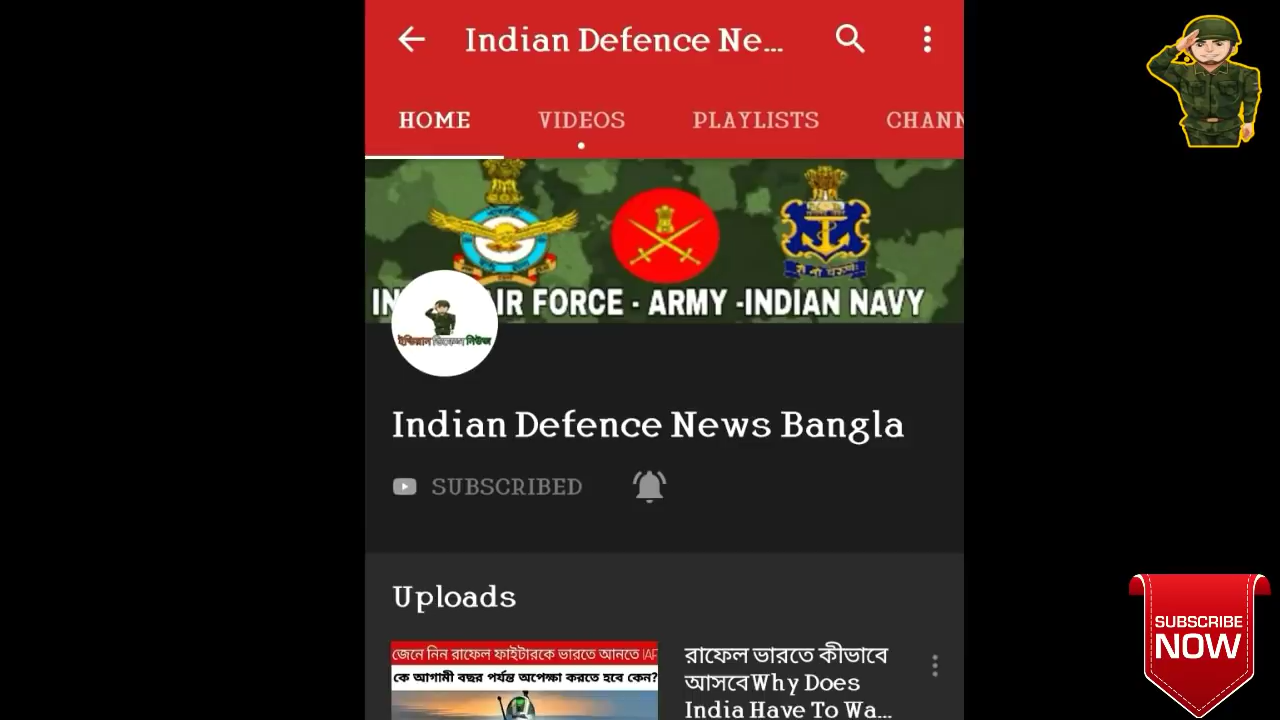 Indian Defence Ne...
HOME VIDEOS PLAYLISTS CHANN
IR FORCE - ARMY -INDIAN NAVY
ইন্ডিয়ান ডিফেন্স নিউজ
Indian Defence News Bangla
SUBSCRIBED
Uploads
জেনে নিন রাফেল ফাইটারকে ভারতে আনতে IAF
কে আগামী বছর পর্যন্ত অপেক্ষা করতে হবে কেন?
রাফেল ভারতে কীভাবে
আসবেWhy Does
India Have To Wa...
SUBSCRIBE
NOW